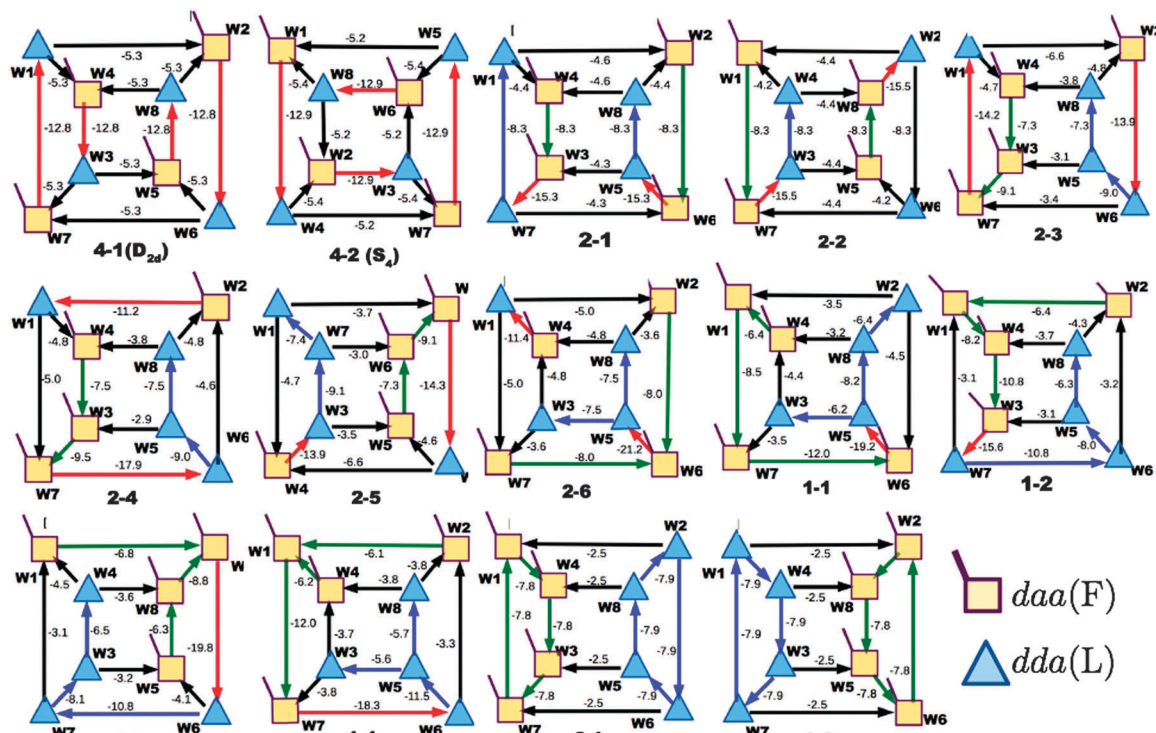 W1
W2
W4
W8
W3
W5
W7
W6
-5.3
-5.3
-5.3
-5.3
-12.8
-12.8
-12.8
-12.8
-5.3
-5.3
-5.3
-5.3
4-1(D2d)
W1
W5
W8
W6
W2
W3
W4
W7
-5.2
-5.4
-5.4
-12.9
-12.9
-5.2
-5.2
-12.9
-12.9
-5.4
-5.4
-5.2
4-2 (S4)
W1
W2
W4
W8
W3
W5
W7
W6
-4.6
-4.4
-4.6
-4.4
-8.3
-8.3
-8.3
-8.3
-4.3
-15.3
-15.3
-4.3
2-1
W2
W4
W8
W3
W5
W7
W6
-4.4
-4.2
-4.4
-15.5
-8.3
-8.3
-8.3
-8.3
-4.4
-15.5
-4.2
-4.4
2-2
W1
W2
W4
W8
W3
W5
W7
W6
-6.6
-4.7
-3.8
-4.8
-14.2
-7.3
-7.3
-13.9
-3.1
-9.1
-9.0
-3.4
2-3
W1
W2
W4
W8
W3
W5
W7
W6
-11.2
-4.8
-3.8
-4.8
-5.0
-7.5
-7.5
-4.6
-2.9
-9.5
-9.0
-17.9
2-4
W1
W
W7
W6
W3
W5
W4
W
-3.7
-7.4
-3.0
-9.1
-4.7
-9.1
-7.3
-14.3
-3.5
-13.9
-4.6
-6.6
2-5
W1
W2
W4
W8
W3
W5
W7
W6
-5.0
-11.4
-4.8
-3.6
-5.0
-4.8
-7.5
-8.0
-7.5
-3.6
-21.2
-8.0
2-6
W1
W2
W4
W8
W3
W5
W7
W6
-3.5
-6.4
-3.2
-6.4
-8.5
-4.4
-8.2
-4.5
-6.2
-3.5
-19.2
-12.0
1-1
W1
W2
W4
W8
W3
W5
W7
W6
-6.4
-8.2
-3.7
-4.3
-3.1
-10.8
-6.3
-3.2
-3.1
-15.6
-8.0
-10.8
1-2
W1
W
W4
W8
W3
W5
W7
W6
-6.8
-4.5
-3.6
-8.8
-3.1
-6.5
-6.3
-19.8
-3.2
-8.1
-4.1
-10.8
W1
W2
W4
W8
W3
W5
W7
W6
-6.1
-6.2
-3.8
-3.8
-12.0
-3.7
-5.7
-3.3
-5.6
-3.8
-11.5
-18.3
W1
W2
W4
W8
W3
W5
W7
W6
-2.5
-7.8
-2.5
-7.9
-7.8
-7.8
-7.9
-7.9
-2.5
-7.8
-7.9
-2.5
W1
W2
W4
W8
W3
W5
W7
W6
-2.5
-7.9
-2.5
-7.9
-7.9
-7.8
-7.8
-2.5
-7.9
-7.8
-2.5
daa(F)
dda(L)